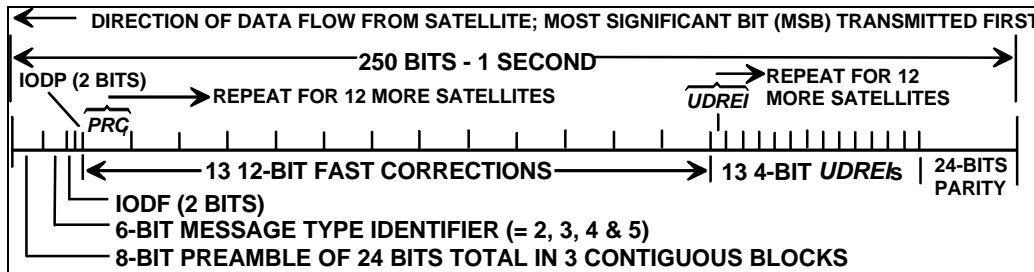 DIRECTION OF DATA FLOW FROM SATELLITE; MOST SIGNIFICANT BIT (MSB) TRANSMITTED FIRST
250 BITS - 1 SECOND
IODP (2 BITS)
REPEAT FOR 12 MORE SATELLITES
REPEAT FOR 12
MORE SATELLITES
PRCi
UDREI
13 12-BIT FAST CORRECTIONS
13 4-BIT UDREIs
24-BITS
PARITY
IODF (2 BITS)
6-BIT MESSAGE TYPE IDENTIFIER (= 2, 3, 4 & 5)
8-BIT PREAMBLE OF 24 BITS TOTAL IN 3 CONTIGUOUS BLOCKS